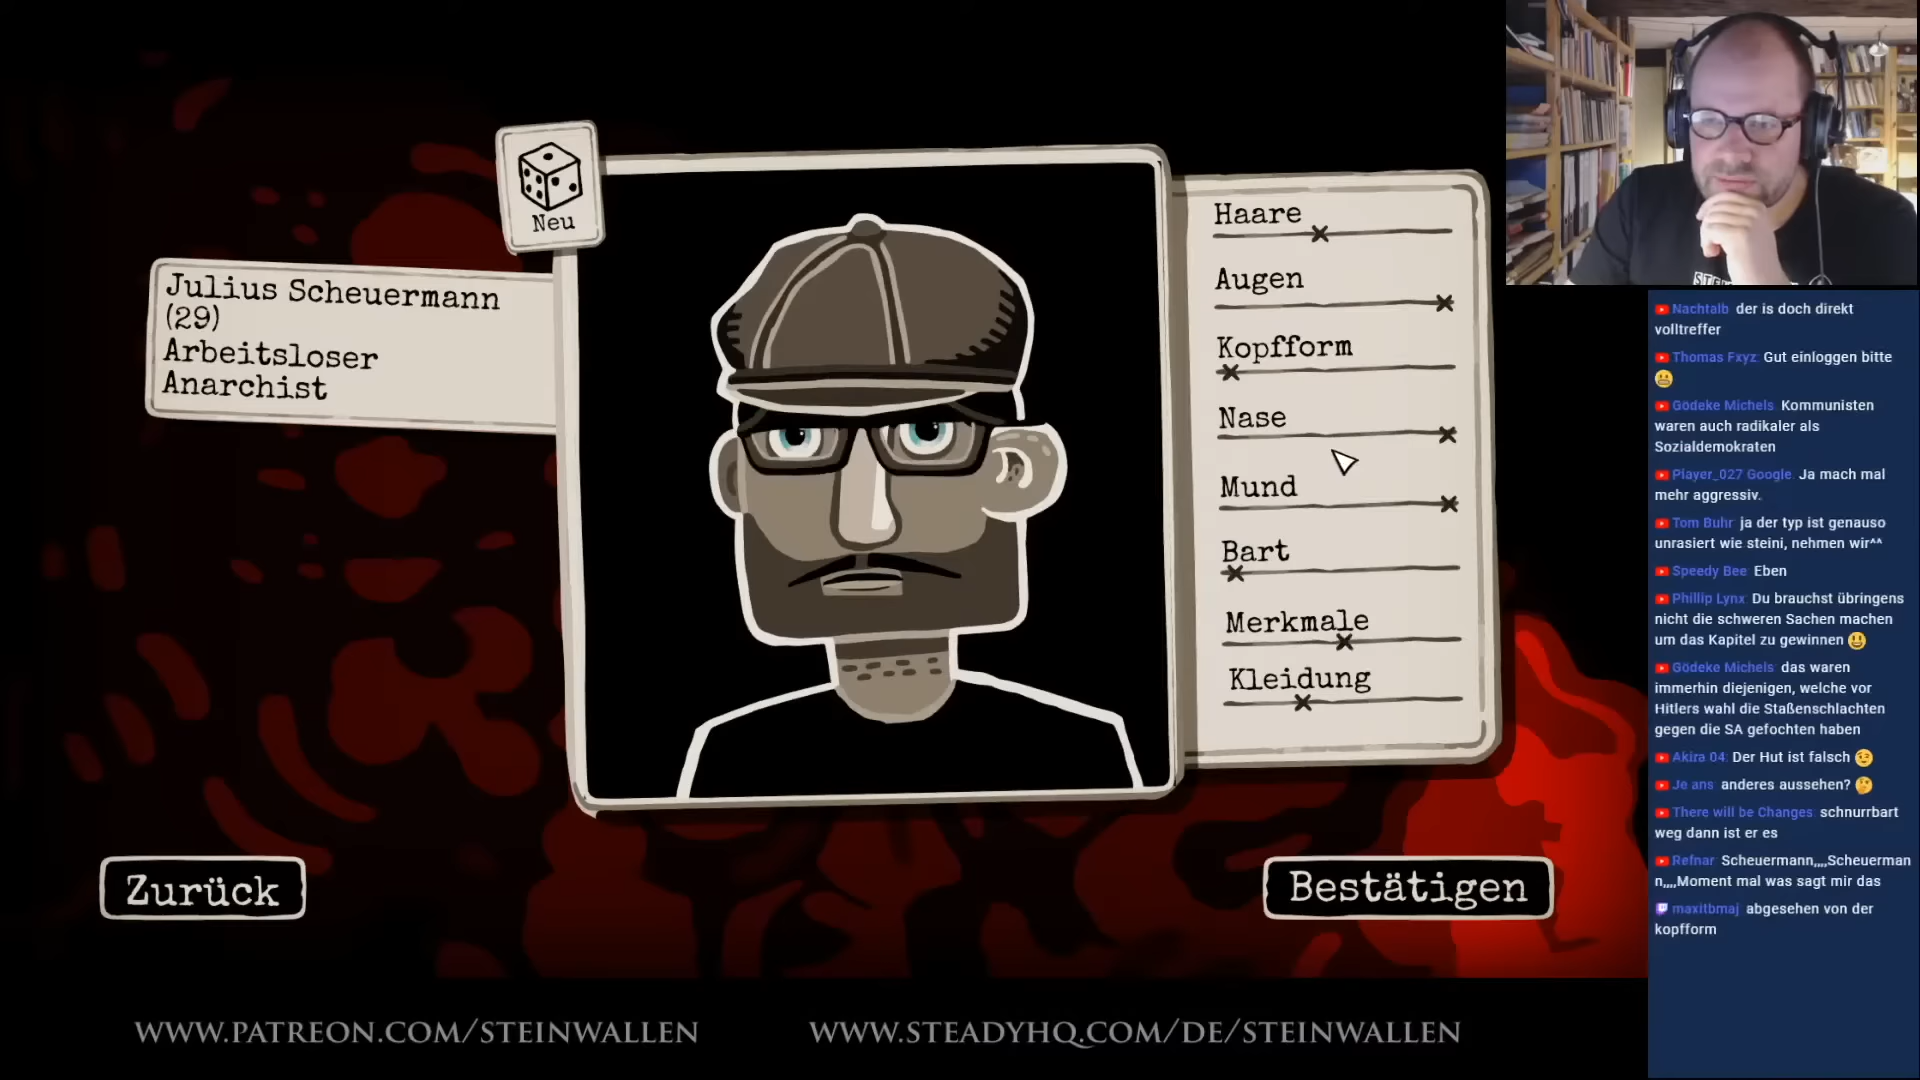 Neu
Julius Scheuermann
(29)
Arbeitsloser
Anarchist
Haare
Augen
Kopfform
Nase
Mund
Bart
Merkmale
Kleidung
Zurück
Bestätigen
WWW.PATREON.COM/STEINWALLEN
WWW.STEADYHQ.COM/DE/STEINWALLEN
Nachtalb der is doch direkt
volltreffer
Thomas Fxyz: Gut einloggen bitte
Gödeke Michels: Kommunisten
waren auch radikaler als
Sozialdemokraten
Player_027 Google: Ja mach mal
mehr aggressiv.
Tom Buhr: ja der typ ist genauso
unrasiert wie steini, nehmen wir^^
Speedy Bee: Eben
Phillip Lynx: Du brauchst übringens
nicht die schweren Sachen machen
um das Kapitel zu gewinnen
Gödeke Michels: das waren
immerhin diejenigen, welche vor
Hitlers wahl die Staßenschlachten
gegen die SA gefochten haben
Akira 04: Der Hut ist falsch
Je ans: anderes aussehen?
There will be Changes: schnurrbart
weg dann ist er es
Refnar: Scheuermann,,,,Scheuerman
n,,,,Moment mal was sagt mir das
maxitbmaj abgesehen von der
kopfform